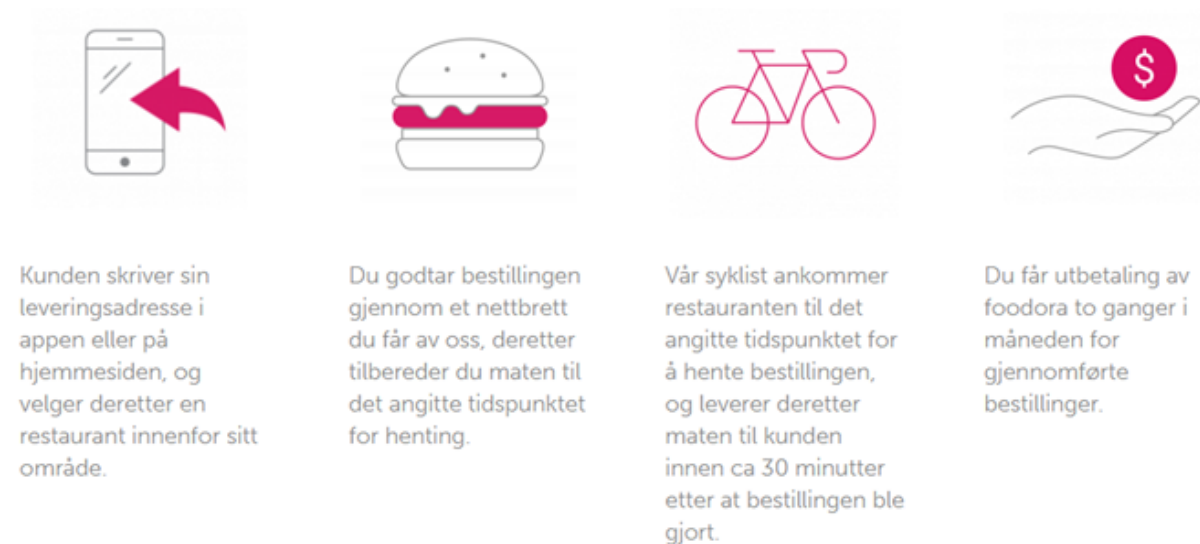 $
Kunden skriver sin
leveringsadresse i
appen eller på
hjemmesiden, og
velger deretter en
restaurant innenfor sitt
område.
Du godtar bestillingen
gjennom et nettbrett
du får av oss, deretter
tilbereder du maten til
det angitte tidspunktet
for henting.
Vår syklist ankommer
restauranten til det
angitte tidspunktet for
å hente bestillingen,
og leverer deretter
maten til kunden
innen ca 30 minutter
etter at bestillingen ble
gjort.
Du får utbetaling av
foodora to ganger i
måneden for
gjennomførte
bestillinger.